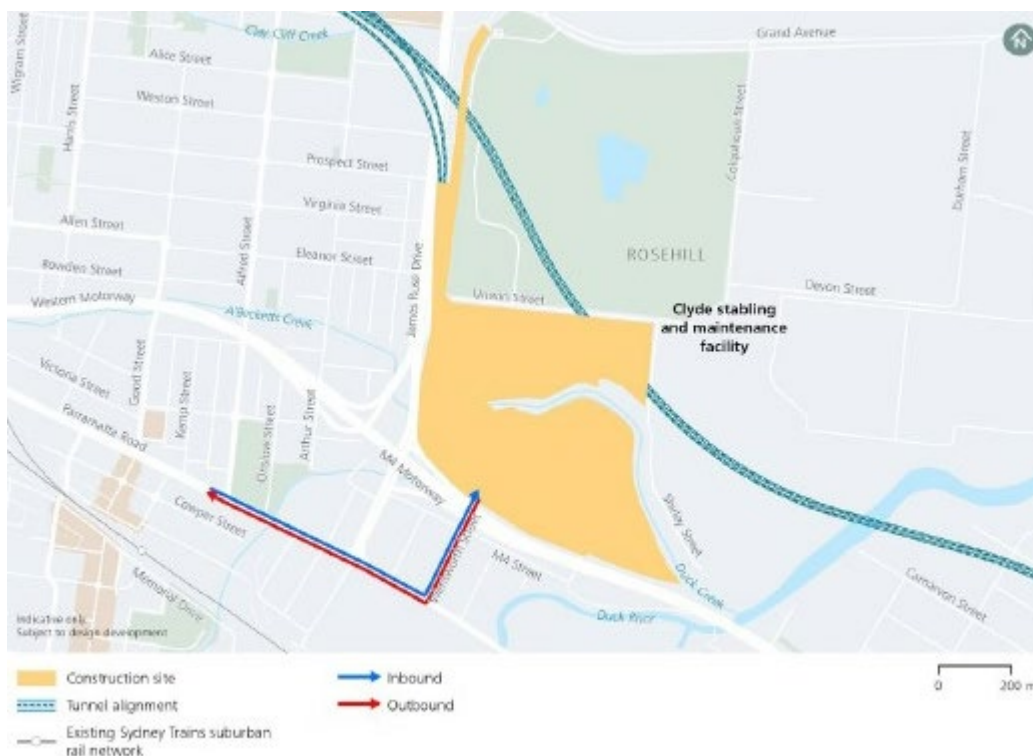 Clay Cliff Creek
Grand Avenue
N
Wigram Street
Alice Street
Weston Street
Harris Street
Prospect Street
Virginia Street
Allen Street
Eleanor Street
Alfred Street
Rowden Street
Western Motorway
A'Becketts Creek
James Ruse Drive
Unwin Street
ROSEHILL
Colquhoun Street
Durham Street
Devon Street
Clyde stabling
and maintenance
facility
Victoria Street
Good Street
Kemp Street
Parramatta Road
Onslow Street
Arthur Street
M4 Motorway
Cowper Street
Memorial Drive
Wentworth Street
M4 Street
Shirley Street
Duck Creek
Duck River
Carnarvon Street
Indicative only.
Subject to design development
Construction site
Tunnel alignment
Existing Sydney Trains suburban
rail network
Inbound
Outbound
0 200 m